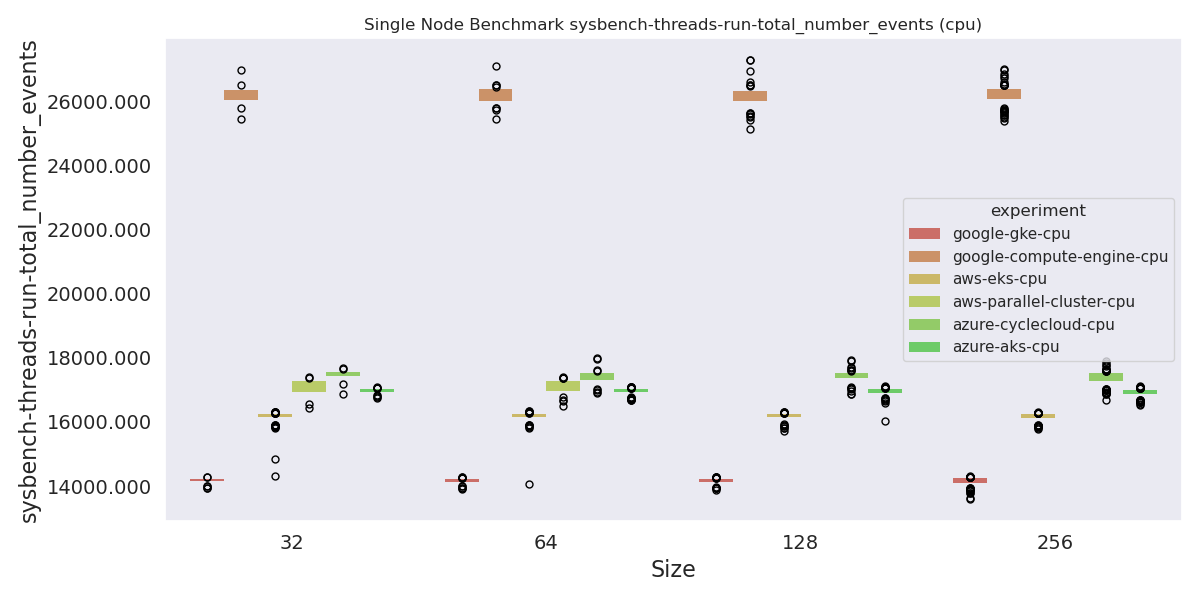 Single Node Benchmark sysbench-threads-run-total_number_events (cpu)
sysbench-threads-run-total_number_events
26000.000
24000.000
22000.000
20000.000
18000.000
16000.000
14000.000
experiment
google-gke-cpu
google-compute-engine-cpu
aws-eks-cpu
aws-parallel-cluster-cpu
azure-cyclecloud-cpu
azure-aks-cpu
32 64 128 256
Size